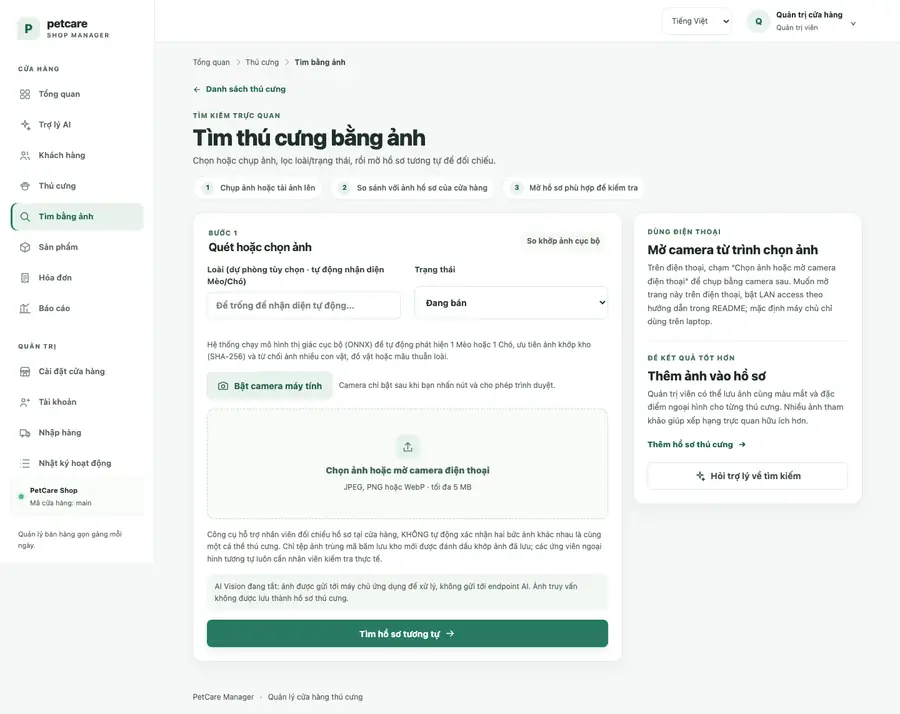 P
petcare
SHOP MANAGER
Tiếng Việt
Q
Quản trị cửa hàng
Quản trị viên
CỬA HÀNG
Tổng quan
Trợ lý AI
Khách hàng
Thú cưng
Tìm bằng ảnh
Sản phẩm
Hóa đơn
Báo cáo
QUẢN TRỊ
Cài đặt cửa hàng
Tài khoản
Nhập hàng
Nhật ký hoạt động
PetCare Shop
Mã cửa hàng: main
Quản lý bán hàng gọn gàng mỗi
ngày.
Tổng quan > Thú cưng > Tìm bằng ảnh
← Danh sách thú cưng
TÌM KIẾM TRỰC QUAN
Tìm thú cưng bằng ảnh
Chọn hoặc chụp ảnh, lọc loài/trạng thái, rồi mở hồ sơ tương tự để đối chiếu.
1 Chụp ảnh hoặc tải ảnh lên
2 So sánh với ảnh hồ sơ của cửa hàng
3 Mở hồ sơ phù hợp để kiểm tra
BƯỚC 1
Quét hoặc chọn ảnh
So khớp ảnh cục bộ
Loài (dự phòng tùy chọn · tự động nhận diện
Mèo/Chó)
Để trống để nhận diện tự động...
Trạng thái
Đang bán
Hệ thống chạy mô hình thị giác cục bộ (ONNX) để tự động phát hiện 1 Mèo hoặc 1 Chó, ưu tiên ảnh khớp kho
(SHA-256) và từ chối ảnh nhiều con vật, đồ vật hoặc mâu thuẫn loài.
Bật camera máy tính
Camera chỉ bật sau khi bạn nhấn nút và cho phép trình duyệt.
Chọn ảnh hoặc mở camera điện thoại
JPEG, PNG hoặc WebP · tối đa 5 MB
Công cụ hỗ trợ nhân viên đối chiếu hồ sơ tại cửa hàng, KHÔNG tự động xác nhận hai bức ảnh khác nhau là cùng
một cá thể thú cưng. Chỉ tệp ảnh trùng mã băm lưu kho mới được đánh dấu khớp ảnh đã lưu; các ứng viên ngoại
hình tương tự luôn cần nhân viên kiểm tra thực tế.
AI Vision đang tắt: ảnh được gửi tới máy chủ ứng dụng để xử lý, không gửi tới endpoint AI. Ảnh truy vấn
không được lưu thành hồ sơ thú cưng.
Tìm hồ sơ tương tự →
DÙNG ĐIỆN THOẠI
Mở camera từ trình chọn ảnh
Trên điện thoại, chạm “Chọn ảnh hoặc mở camera
điện thoại” để chụp bằng camera sau. Muốn mở
trang này trên điện thoại, bật LAN access theo
hướng dẫn trong README; mặc định máy chủ chỉ
dùng trên laptop.
ĐỂ KẾT QUẢ TỐT HƠN
Thêm ảnh vào hồ sơ
Quản trị viên có thể lưu ảnh cùng màu mắt và đặc
điểm ngoại hình cho từng thú cưng. Nhiều ảnh tham
khảo giúp xếp hạng trực quan hữu ích hơn.
Thêm hồ sơ thú cưng →
Hỏi trợ lý về tìm kiếm
PetCare Manager · Quản lý cửa hàng thú cưng